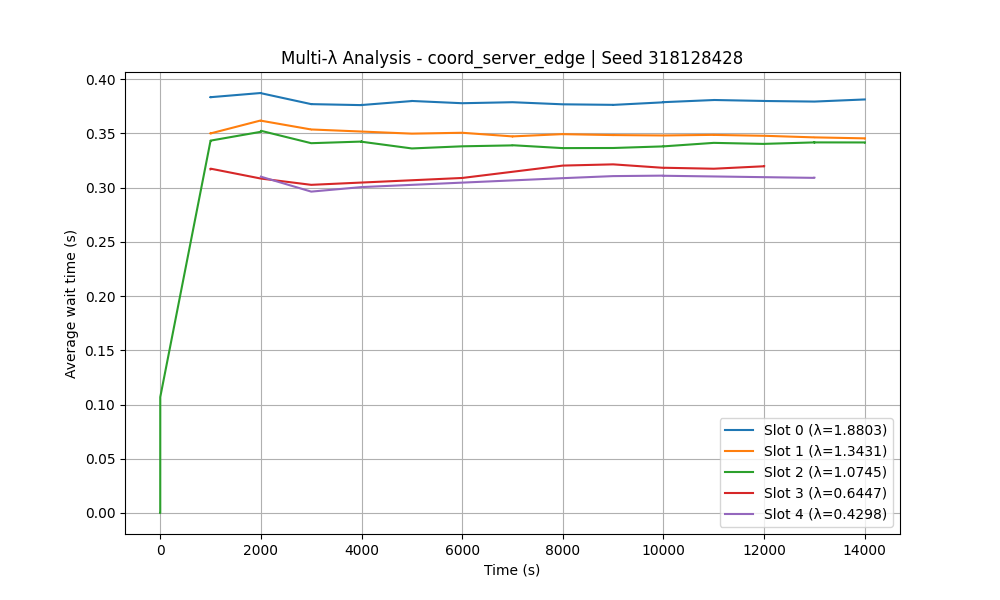 Multi-λ Analysis - coord_server_edge | Seed 318128428
Average wait time (s)
0.40
0.35
0.30
0.25
0.20
0.15
0.10
0.05
0.00
Slot 0 (λ=1.8803)
Slot 1 (λ=1.3431)
Slot 2 (λ=1.0745)
Slot 3 (λ=0.6447)
Slot 4 (λ=0.4298)
0 2000 4000 6000 8000 10000 12000 14000
Time (s)